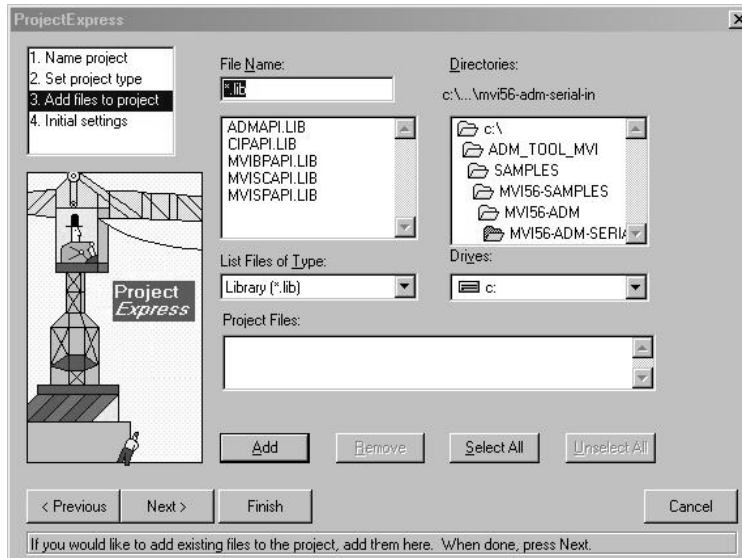 ProjectExpress
1. Name project
2. Set project type
3. Add files to project
4. Initial settings
Project
Express
File Name:
*.lib
ADMAPI.LIB
CIPAPI.LIB
MVIBPAPI.LIB
MVISCAPI.LIB
MVISPAPI.LIB
List Files of Type:
Library (*.lib)
Directories:
c:\...\mvi56-adm-serial-in
c:\
ADM_TOOL_MVI
SAMPLES
MVI56-SAMPLES
MVI56-ADM
MVI56-ADM-SERIA
Drives:
c:
Project Files:
Add
Remove
Select All
Unselect All
< Previous
Next >
Finish
Cancel
If you would like to add existing files to the project, add them here. When done, press Next.